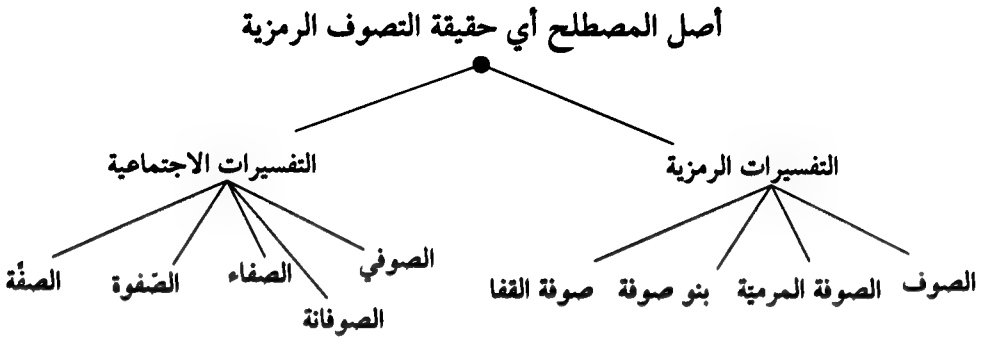 أصل المصطلح أي حقيقة التصوف الرمزية
التفسيرات الرمزية
التفسيرات الاجتماعية
الصوف
الصوفة المرميّة
بنو صوفة
صوفة القفا
الصوفي
الصوفانة
الصفاء
الصّفوة
الصفَّة